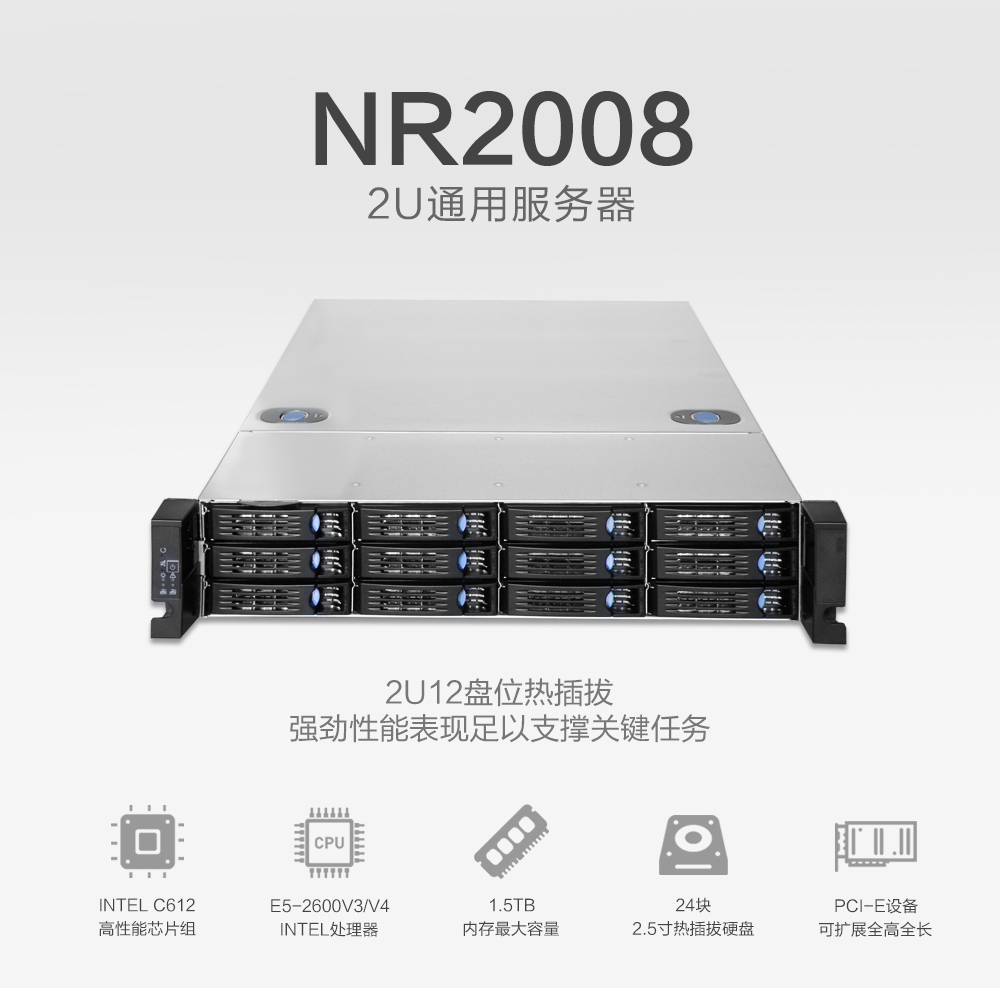 NR2008
2U通用服务器
2U12盘位热插拔
强劲性能表现足以支撑关键任务
CPU
INTEL C612
高性能芯片组
E5-2600V3/V4
INTEL处理器
1.5TB
内存最大容量
24块
2.5寸热插拔硬盘
PCI-E设备
可扩展全高全长